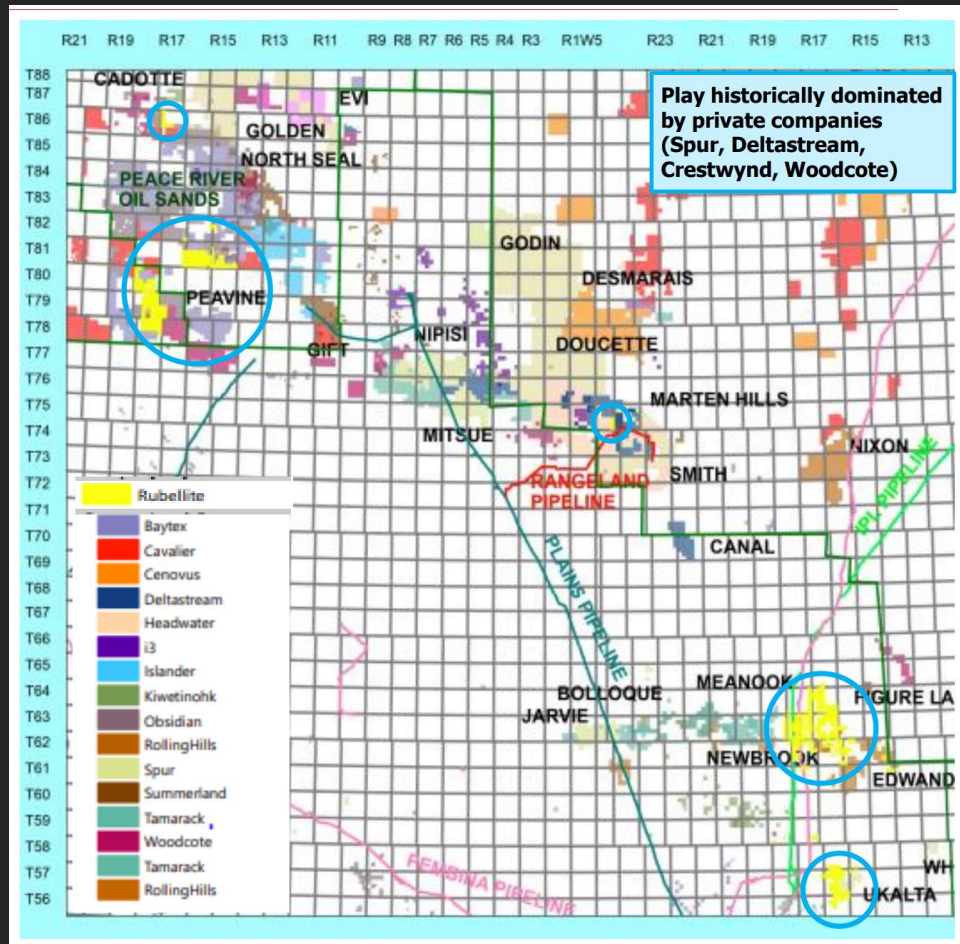 R21 R19 R17 R15 R13 R11 R9 R8 R7 R6 R5 R4 R3 R1W5 R23 R21 R19 R17 R15 R13
T88
T87
T86
T85
T84
T83
T82
T81
T80
T79
T78
T77
T76
T75
T74
T73
T72
T71
T70
T69
T68
T67
T66
T65
T64
T63
T62
T61
T60
T59
T58
T57
T56
Play historically dominated
by private companies
(Spur, Deltastream,
Crestwynd, Woodcote)
CADOTTE
EVI
GOLDEN
NORTH SEAL
PEACE RIVER
OIL SANDS
GODIN
DESMARAIS
PEAVINE
NIPISI
DOUCETTE
GIFT
MARTEN HILLS
MITSUE
NIXON
SMITH
RANGELAND
PIPELINE
IPL PIPELINE
CANAL
PLAINS PIPELINE
MEANOOK
BOLLOQUE
FIGURE LA
JARVIE
NEWBROOK
EDWAND
PEMBINA PIPELINE
WH
UKALTA
Rubellite
Baytex
Cavalier
Cenovus
Deltastream
Headwater
i3
Islander
Kiwetinohk
Obsidian
RollingHills
Spur
Summerland
Tamarack
Woodcote
Tamarack
RollingHills